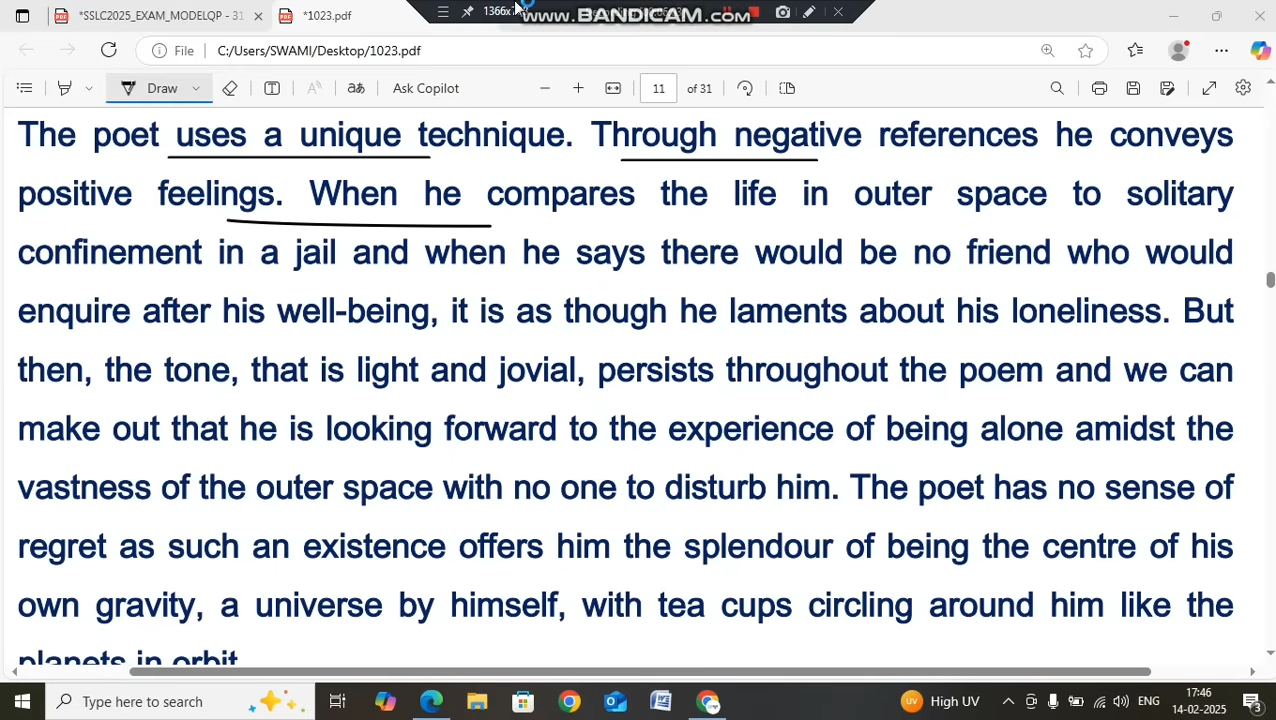 *SSLC2025_EXAM_MODELQP - 31
*1023.pdf
www.BANDICAM.com
File C:/Users/SWAMI/Desktop/1023.pdf
Draw Ask Copilot 11 of 31
The poet uses a unique technique. Through negative references he conveys
positive feelings. When he compares the life in outer space to solitary
confinement in a jail and when he says there would be no friend who would
enquire after his well-being, it is as though he laments about his loneliness. But
then, the tone, that is light and jovial, persists throughout the poem and we can
make out that he is looking forward to the experience of being alone amidst the
vastness of the outer space with no one to disturb him. The poet has no sense of
regret as such an existence offers him the splendour of being the centre of his
own gravity, a universe by himself, with tea cups circling around him like the
planets in orbit
Type here to search
High UV
ENG
17:46
14-02-2025
3